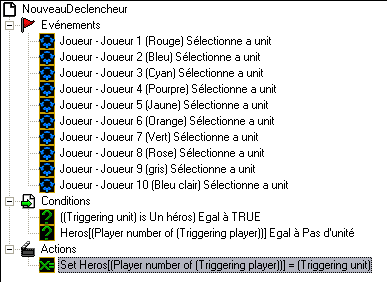 NouveauDeclencheur
Evénements
Joueur - Joueur 1 (Rouge) Sélectionne a unit
Joueur - Joueur 2 (Bleu) Sélectionne a unit
Joueur - Joueur 3 (Cyan) Sélectionne a unit
Joueur - Joueur 4 (Pourpre) Sélectionne a unit
Joueur - Joueur 5 (Jaune) Sélectionne a unit
Joueur - Joueur 6 (Orange) Sélectionne a unit
Joueur - Joueur 7 (Vert) Sélectionne a unit
Joueur - Joueur 8 (Rose) Sélectionne a unit
Joueur - Joueur 9 (gris) Sélectionne a unit
Joueur - Joueur 10 (Bleu clair) Sélectionne a unit
Conditions
((Triggering unit) is Un héros) Egal à TRUE
Heros[(Player number of (Triggering player))] Egal à Pas d'unité
Actions
Set Heros[(Player number of (Triggering player))] = (Triggering unit)